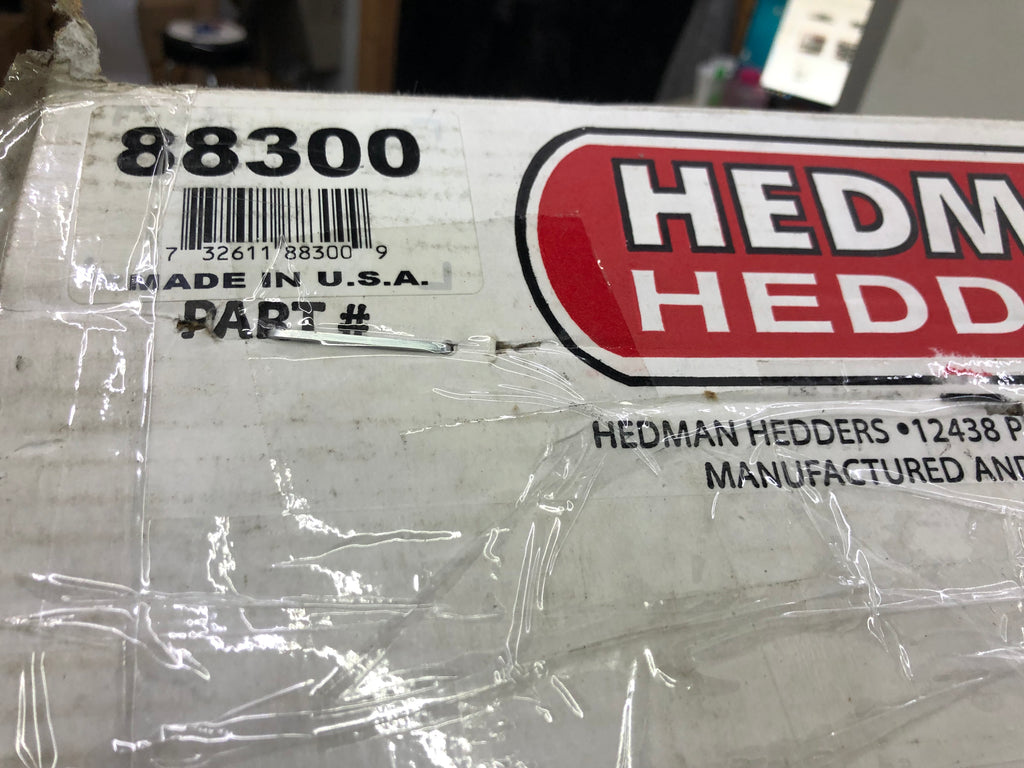 88300
7 32611 88300 9
MADE IN U.S.A.
PART #
HEDM
HEDD
HEDMAN HEDDERS • 12438 P
MANUFACTURED AND